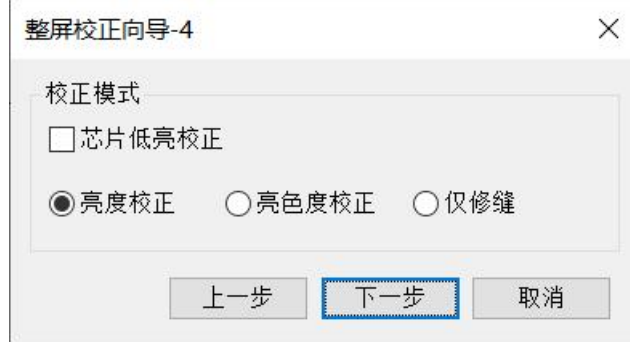 整屏校正向导-4
校正模式
芯片低亮校正
亮度校正 亮色度校正 仅修缝
上一步 下一步 取消